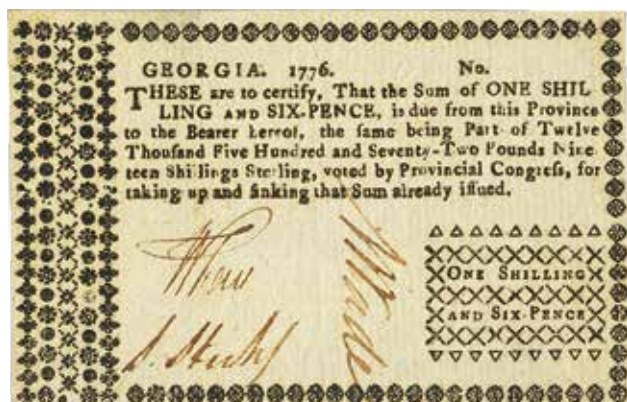 GEORGIA. 1776. No.
THESE are to certify, That the Sum of ONE SHIL
LING AND SIX-PENCE, is due from this Province
to the Bearer hereof, the ſame being Part of Twelve
Thouſand Five Hundred and Seventy-Two Pounds Nine-
teen Shillings Sterling, voted by Provincial Congreſs, for
taking up and ſinking that Sum already iſſued.
ONE SHILLING
AND SIX-PENCE